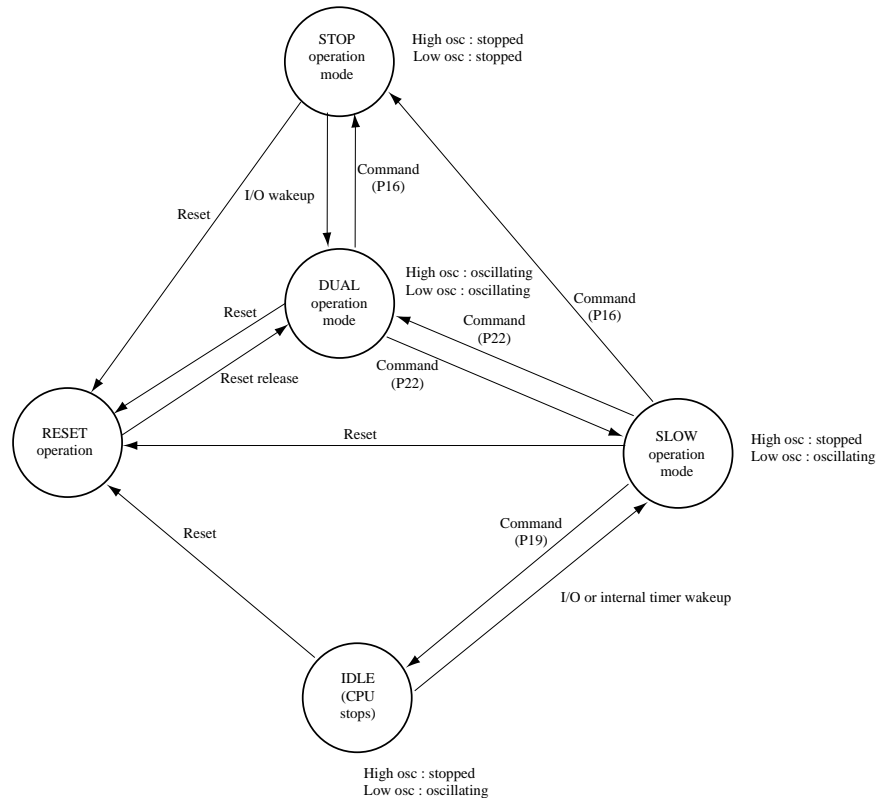 STOP
operation
mode
High osc : stopped
Low osc : stopped
Command
(P16)
I/O wakeup
Reset
DUAL
operation
mode
High osc : oscillating
Low osc : oscillating
Command
(P16)
Reset
Command
(P22)
Command
(P22)
Reset release
RESET
operation
Reset
SLOW
operation
mode
High osc : stopped
Low osc : oscillating
Reset
Command
(P19)
I/O or internal timer wakeup
IDLE
(CPU
stops)
High osc : stopped
Low osc : oscillating